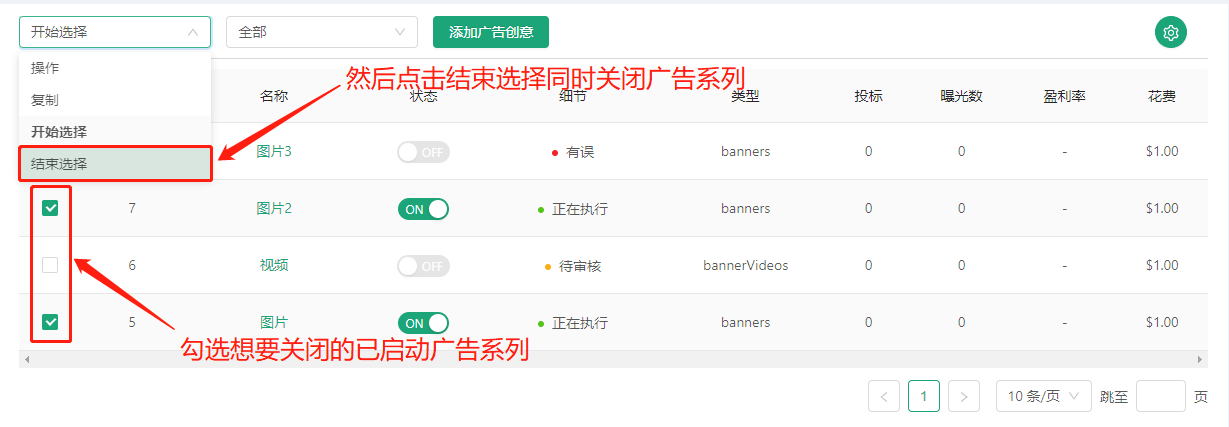 开始选择 全部 添加广告创意
操作
然后点击结束选择同时关闭广告系列
复制 名称 状态 细节 类型 投标 曝光数 盈利率 花费
开始选择
结束选择 图片3 OFF 有误 banners 0 0 - $1.00
7 图片2 ON 正在执行 banners 0 0 - $1.00
6 视频 OFF 待审核 bannerVideos 0 0 - $1.00
5 图片 ON 正在执行 banners 0 0 - $1.00
勾选想要关闭的已启动广告系列
< 1 > 10 条/页 跳至 页